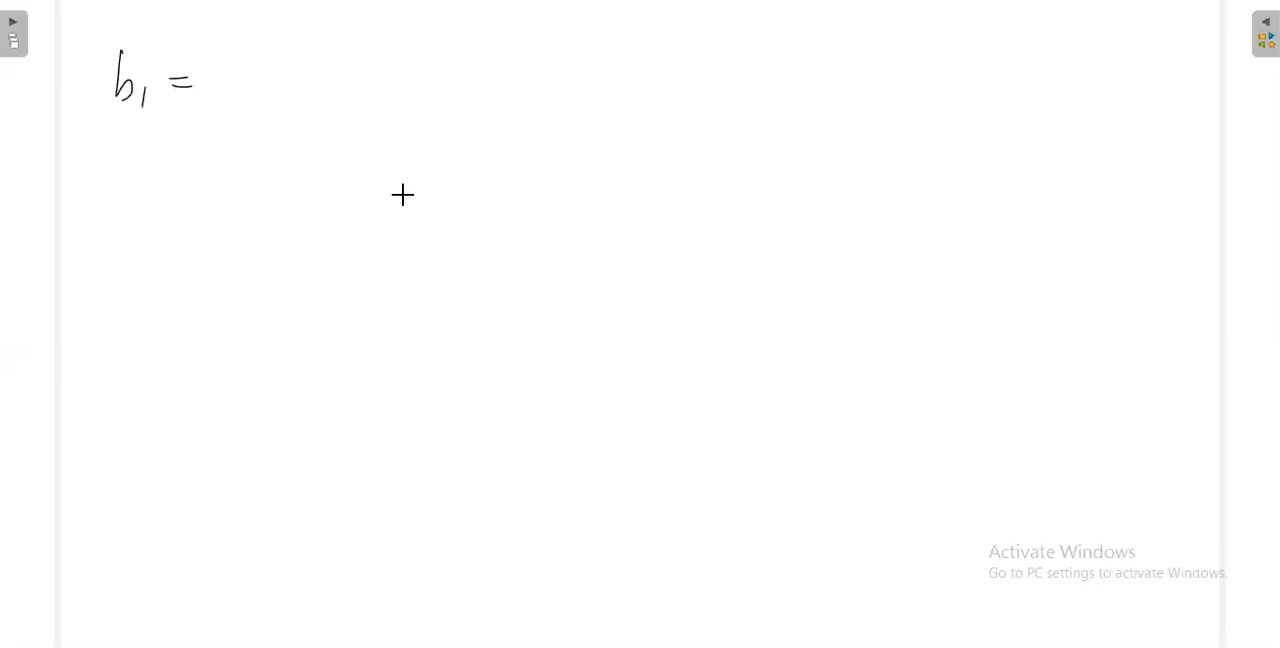 b₁ =
Activate Windows
Go to PC settings to activate Windows.